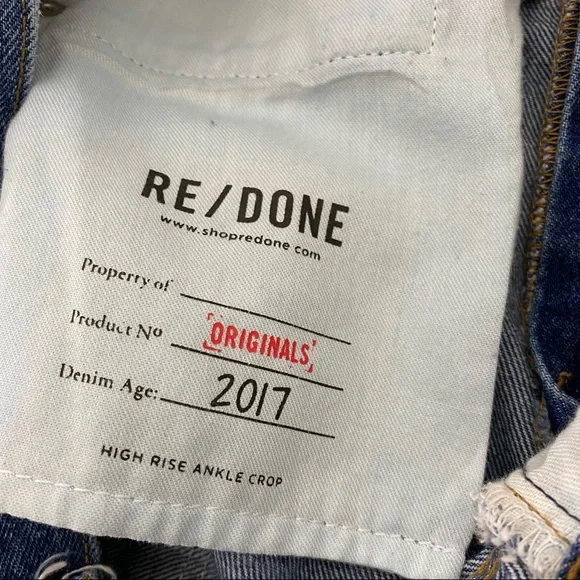 RE/DONE
www.shopredone.com
Property of
Product Nº ORIGINALS
Denim Age: 2017
HIGH RISE ANKLE CROP